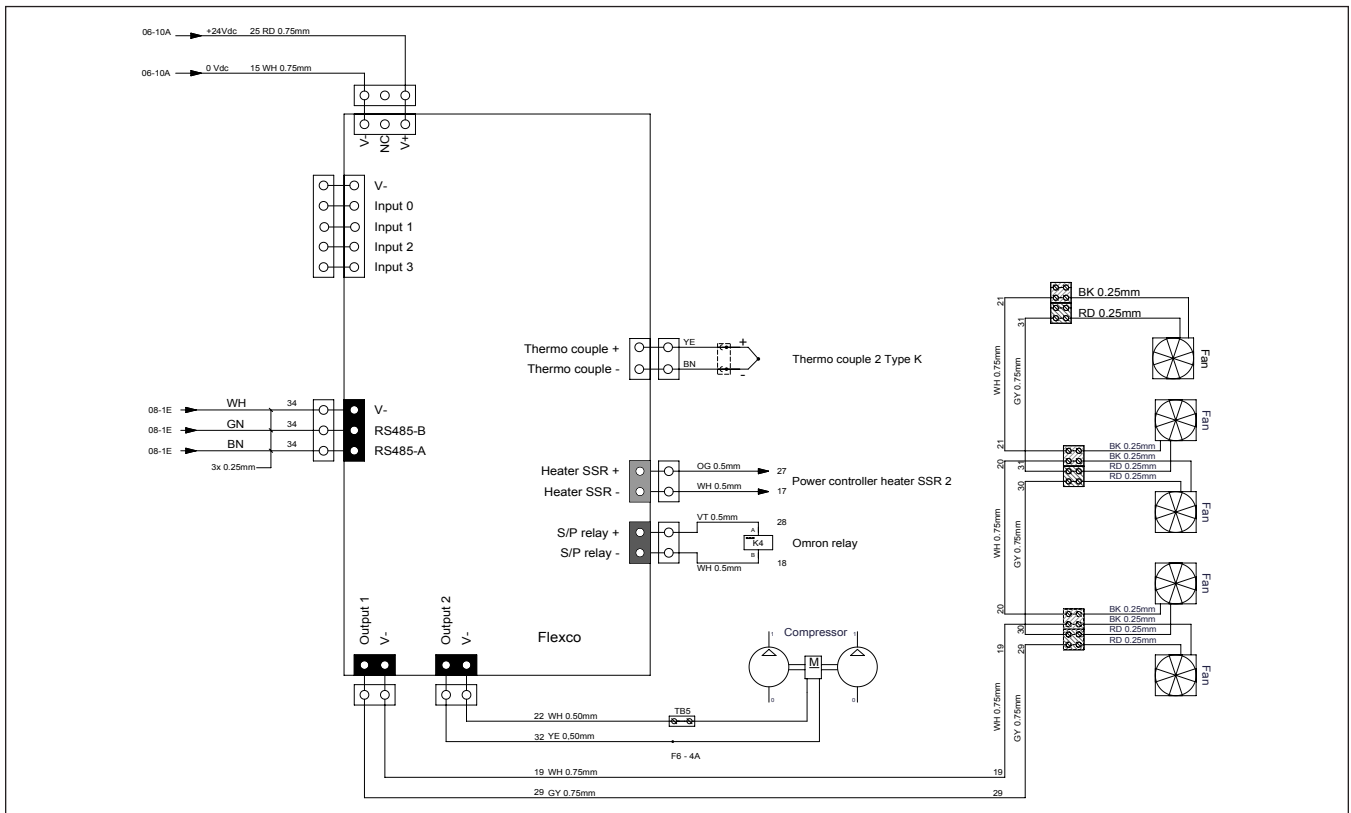 06-10A +24Vdc 25 RD 0.75mm
06-10A 0 Vdc 15 WH 0.75mm
V-
NC
V+
V-
Input 0
Input 1
Input 2
Input 3
Thermo couple +
Thermo couple -
YE
BN
+
-
Thermo couple 2 Type K
08-1E WH 34 V-
08-1E GN 34 RS485-B
08-1E BN 34 RS485-A
3x 0.25mm
Heater SSR +
Heater SSR -
OG 0.5mm 27
WH 0.5mm 17
Power controller heater SSR 2
S/P relay +
S/P relay -
VT 0.5mm 28
A
K4
B
WH 0.5mm 18
Omron relay
Output 1
V-
Output 2
V-
Flexco
Compressor
1
1
M
0
0
22 WH 0.50mm
TB5
32 YE 0,50mm
F6 - 4A
19 WH 0.75mm 19
29 GY 0.75mm 29
21
31
BK 0.25mm
RD 0.25mm
Fan
WH 0.75mm
GY 0.75mm
Fan
21
20
31
30
BK 0.25mm
BK 0.25mm
RD 0.25mm
RD 0.25mm
Fan
WH 0.75mm
GY 0.75mm
Fan
20
19
30
29
BK 0.25mm
BK 0.25mm
RD 0.25mm
RD 0.25mm
Fan
WH 0.75mm
GY 0.75mm